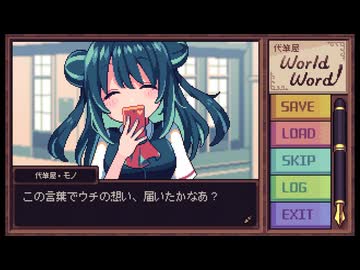 代筆屋
World
Word
SAVE
LOAD
SKIP
LOG
EXIT
代筆屋・モノ
この言葉でウチの想い、届いたかなあ？